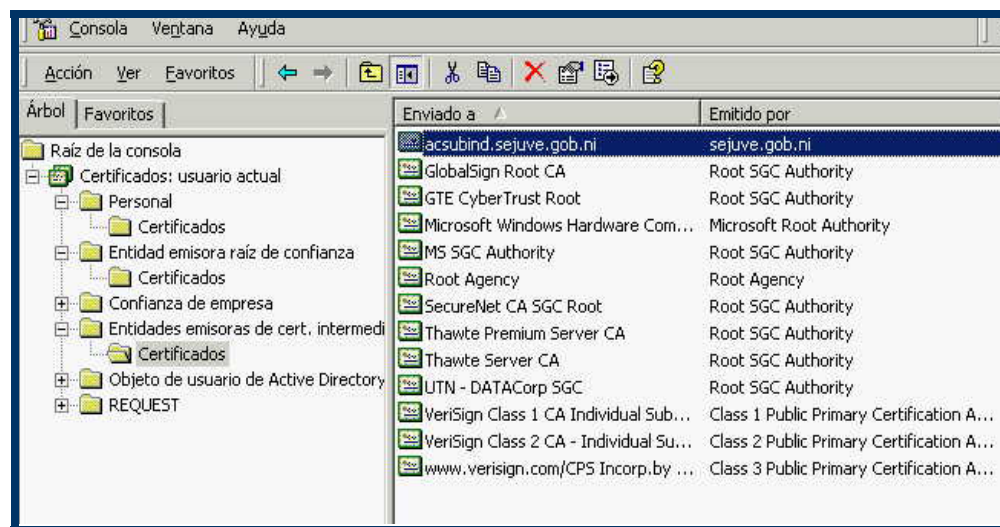 Consola Ventana Ayuda
Acción Ver Favoritos
Árbol Favoritos
Enviado a Emitido por
Raíz de la consola
Certificados: usuario actual
Personal
Certificados
Entidad emisora raíz de confianza
Certificados
Confianza de empresa
Entidades emisoras de cert. intermedi
Certificados
Objeto de usuario de Active Directory
REQUEST
acsubind.sejuve.gob.ni sejuve.gob.ni
GlobalSign Root CA Root SGC Authority
GTE CyberTrust Root Root SGC Authority
Microsoft Windows Hardware Com... Microsoft Root Authority
MS SGC Authority Root SGC Authority
Root Agency Root Agency
SecureNet CA SGC Root Root SGC Authority
Thawte Premium Server CA Root SGC Authority
Thawte Server CA Root SGC Authority
UTN - DATACorp SGC Root SGC Authority
VeriSign Class 1 CA Individual Sub... Class 1 Public Primary Certification A...
VeriSign Class 2 CA - Individual Su... Class 2 Public Primary Certification A...
www.verisign.com/CPS Incorp.by ... Class 3 Public Primary Certification A...